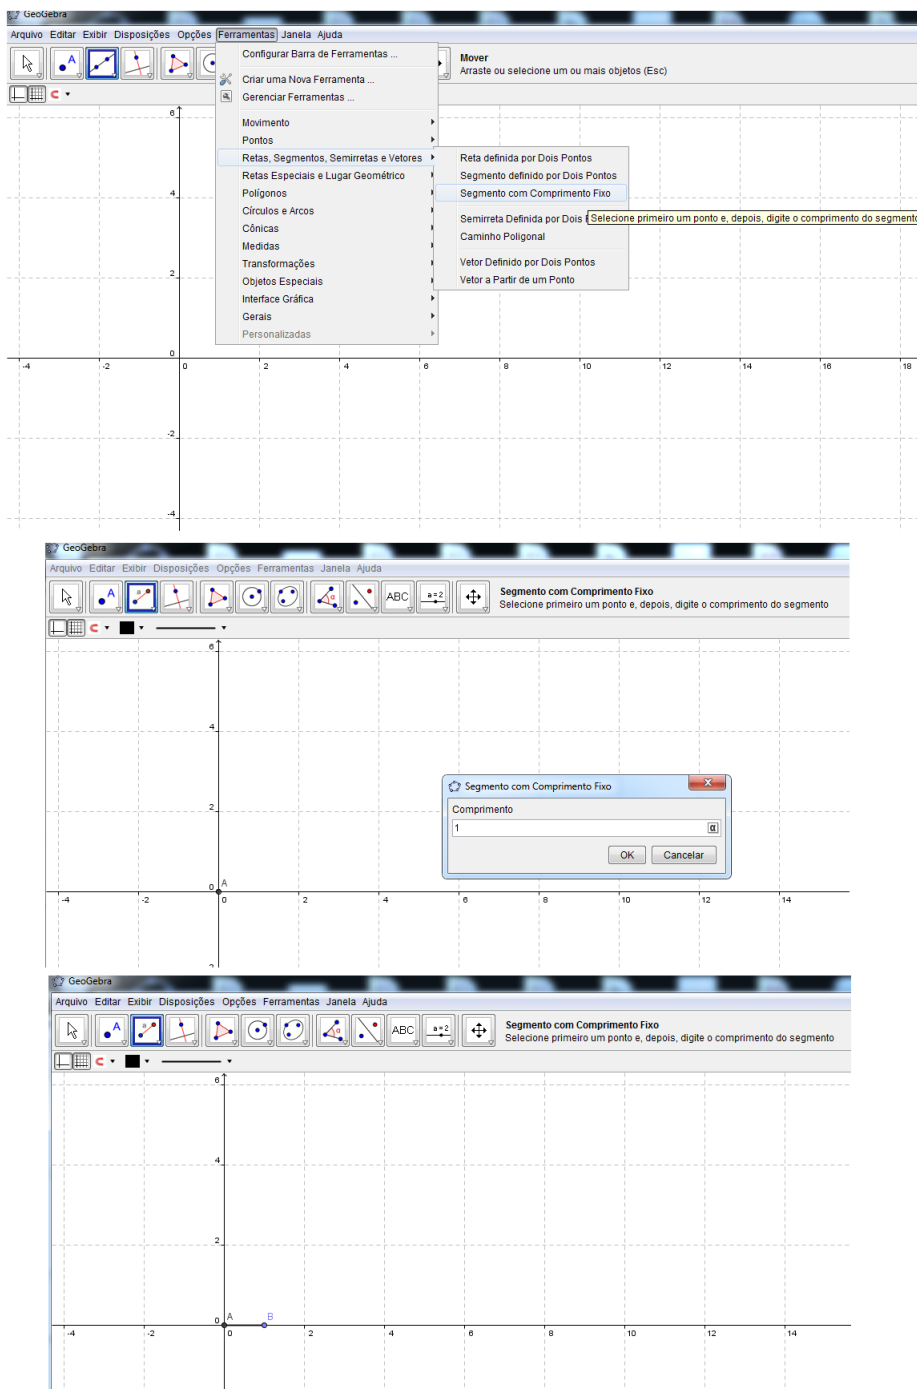 GeoGebra
Arquivo Editar Exibir Disposições Opções Ferramentas Janela Ajuda
Mover
Arraste ou selecione um ou mais objetos (Esc)
A
Configurar Barra de Ferramentas ...
Criar uma Nova Ferramenta ...
Gerenciar Ferramentas ...
Movimento
Pontos
Retas, Segmentos, Semirretas e Vetores
Retas Especiais e Lugar Geométrico
Polígonos
Círculos e Arcos
Cônicas
Medidas
Transformações
Objetos Especiais
Interface Gráfica
Gerais
Personalizadas
Reta definida por Dois Pontos
Segmento definido por Dois Pontos
Segmento com Comprimento Fixo
Semirreta Definida por Dois
Selecione primeiro um ponto e, depois, digite o comprimento do segmento
Caminho Poligonal
Vetor Definido por Dois Pontos
Vetor a Partir de um Ponto
6
4
2
0
-4 -2 0 2 4 6 8 10 12 14 16 18
-2
-4
GeoGebra
Arquivo Editar Exibir Disposições Opções Ferramentas Janela Ajuda
A a α ABC a=2
Segmento com Comprimento Fixo
Selecione primeiro um ponto e, depois, digite o comprimento do segmento
6
4
2
Segmento com Comprimento Fixo
Comprimento
1 α
OK Cancelar
0 A
-4 -2 0 2 4 6 8 10 12 14
GeoGebra
Arquivo Editar Exibir Disposições Opções Ferramentas Janela Ajuda
A a α ABC a=2
Segmento com Comprimento Fixo
Selecione primeiro um ponto e, depois, digite o comprimento do segmento
6
4
2
0 A B
-4 -2 0 2 4 6 8 10 12 14